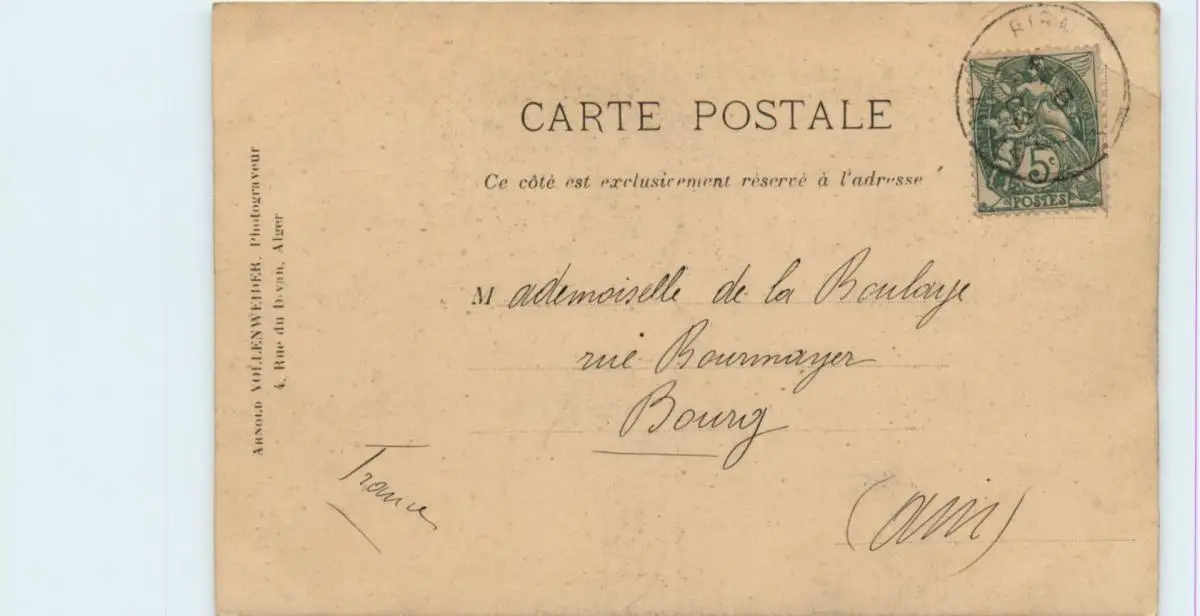 CARTE POSTALE
Ce côté est exclusivement réservé à l'adresse
5c
POSTES
Mademoiselle de la Boulaye
rue Bourmayer
Bourg
(Ain)
France
ARNOLD VOLLENWEIDER, Photograveur
4, Rue du Divan, Alger